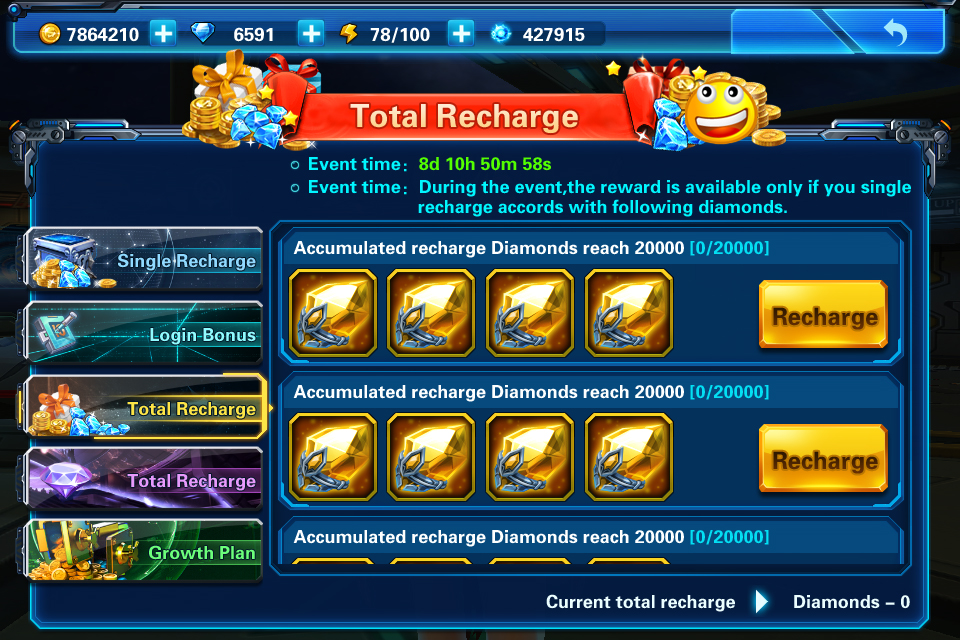 7864210 6591 78/100 427915
Total Recharge
Event time: 8d 10h 50m 58s
Event time: During the event,the reward is available only if you single
recharge accords with following diamonds.
Single Recharge
Login Bonus
Total Recharge
Total Recharge
Growth Plan
Accumulated recharge Diamonds reach 20000 [0/20000]
Recharge
Accumulated recharge Diamonds reach 20000 [0/20000]
Recharge
Accumulated recharge Diamonds reach 20000 [0/20000]
Current total recharge Diamonds - 0